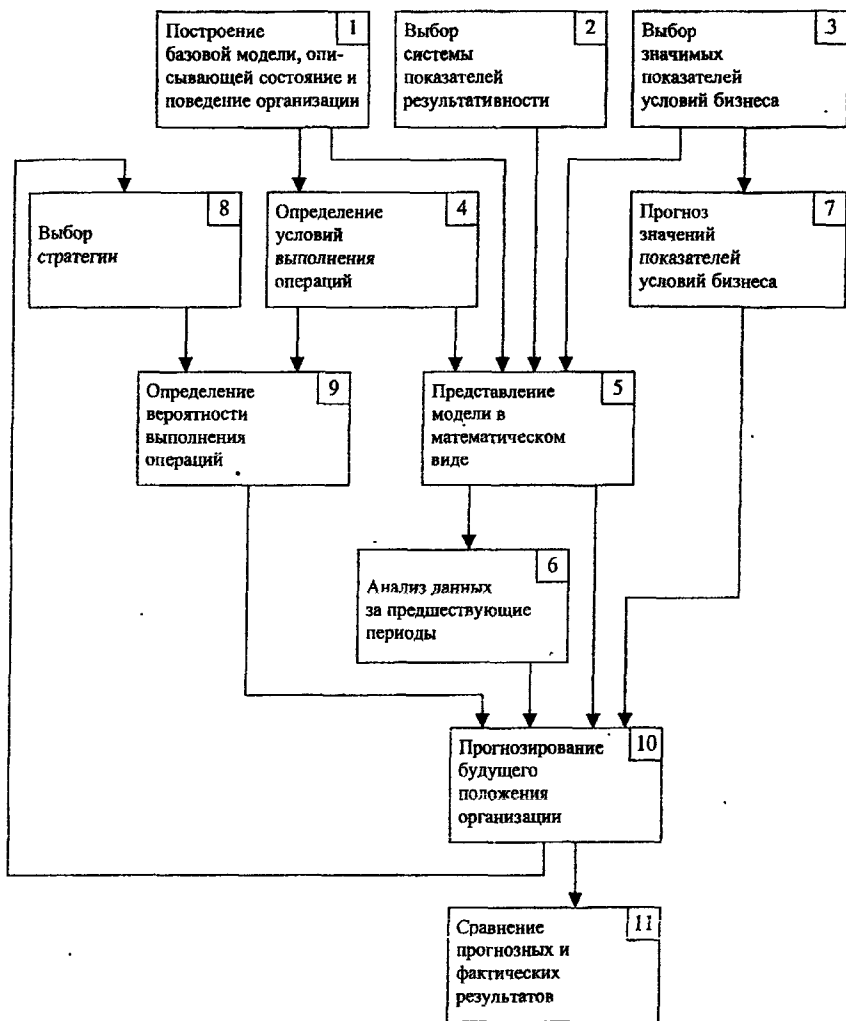 Построение
базовой модели, опи-
сывающей состояние и
поведение организации
1
Выбор
системы
показателей
результативности
2
Выбор
значимых
показателей
условий бизнеса
3
Выбор
стратегии
8
Определение
условий
выполнения
операций
4
Прогноз
значений
показателей
условий бизнеса
7
Определение
вероятности
выполнения
операций
9
Представление
модели в
математическом
виде
5
Анализ данных
за предшествующие
периоды
6
Прогнозирование
будущего
положения
организации
10
Сравнение
прогнозных и
фактических
результатов
11